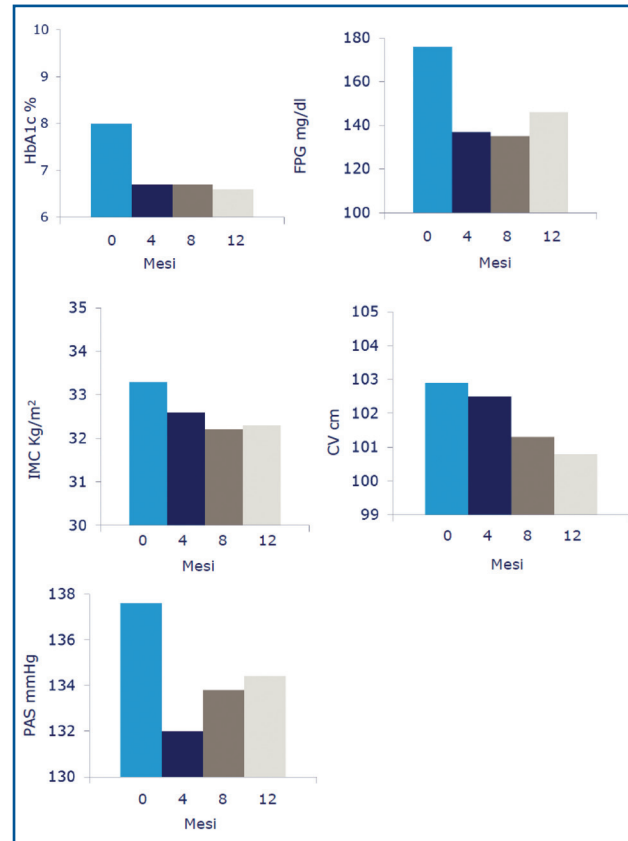 HbA1c %
10
9
8
7
6
0 4 8 12
Mesi
FPG mg/dl
180
160
140
120
100
0 4 8 12
Mesi
IMC Kg/m²
35
34
33
32
31
30
0 4 8 12
Mesi
CV cm
105
104
103
102
101
100
99
0 4 8 12
Mesi
PAS mmHg
138
136
134
132
130
0 4 8 12
Mesi